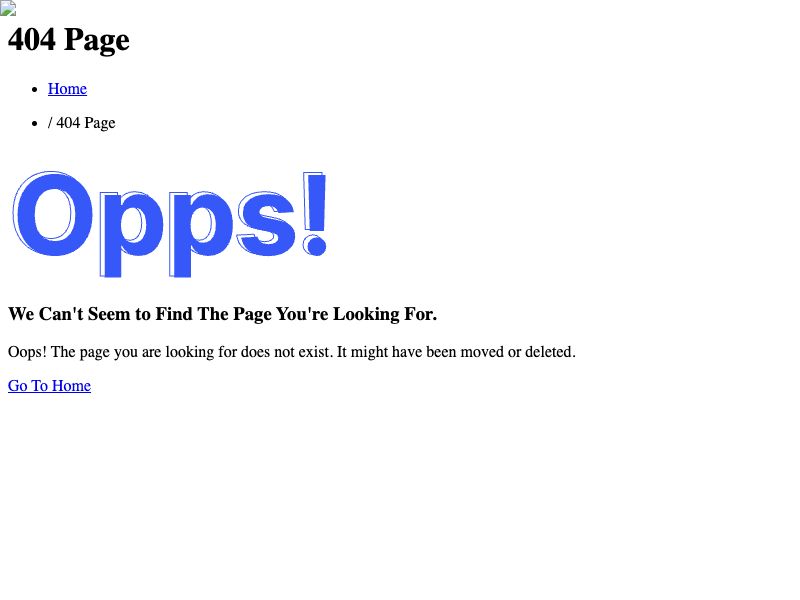 404 Page
Home
/ 404 Page
Opps!
We Can't Seem to Find The Page You're Looking For.
Oops! The page you are looking for does not exist. It might have been moved or deleted.
Go To Home